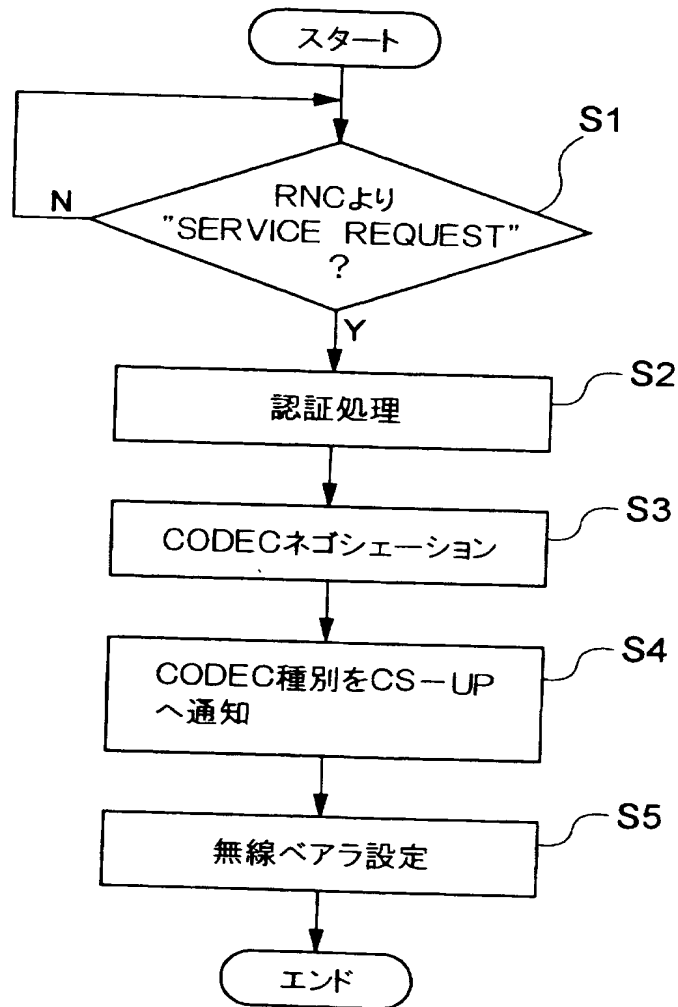 スタート
S1
N
RNCより
"SERVICE REQUEST"
?
Y
S2
認証処理
S3
CODECネゴシェーション
S4
CODEC種別をCS－UP
へ通知
S5
無線ベアラ設定
エンド